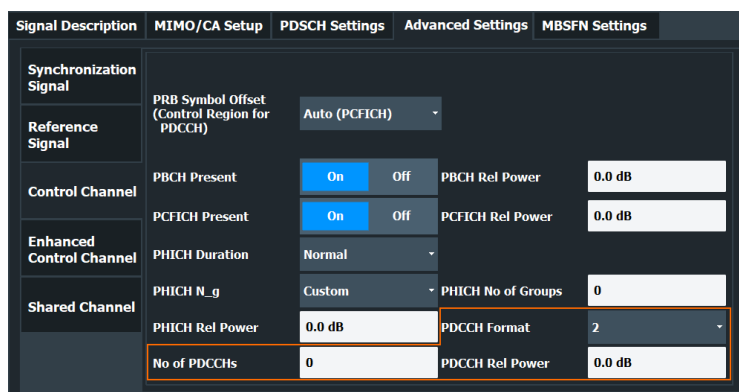 Signal Description MIMO/CA Setup PDSCH Settings Advanced Settings MBSFN Settings
Synchronization
Signal
Reference
Signal
Control Channel
Enhanced
Control Channel
Shared Channel
PRB Symbol Offset
(Control Region for
PDCCH)
Auto (PCFICH)
PBCH Present On Off PBCH Rel Power 0.0 dB
PCFICH Present On Off PCFICH Rel Power 0.0 dB
PHICH Duration Normal
PHICH N_g Custom PHICH No of Groups 0
PHICH Rel Power 0.0 dB PDCCH Format 2
No of PDCCHs 0 PDCCH Rel Power 0.0 dB